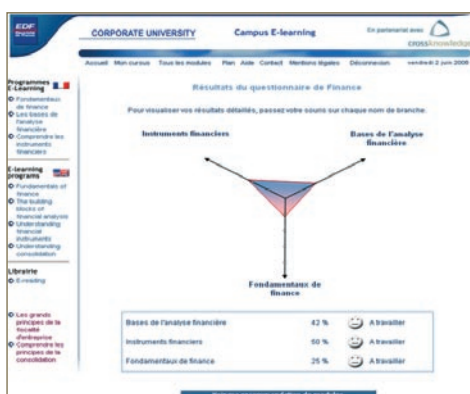 EDF
CORPORATE UNIVERSITY
Campus E-learning
En partenariat avec
crossknowledge
Accueil Mon cursus Tous les modules Plan Aide Contact Mentions légales Déconnexion
vendredi 2 juin 2006
Programmes
E-Learning
Fondamentaux
de finance
Les bases de
l'analyse
financière
Comprendre les
instruments
financiers
E-learning
programs
Fundamentals of
finance
The building
blocks of
financial analysis
Understanding
financial
instruments
Understanding
consolidation
Librairie
E-reading
Les grands
principes de la
fiscalité
d'entreprise
Comprendre les
principes de la
consolidation
Résultats du questionnaire de Finance
Pour visualiser vos résultats détaillés, passez votre souris sur chaque nom de branche.
Instruments financiers
Bases de l'analyse
financière
Fondamentaux de
finance
Bases de l'analyse financière 42 % A travailler
Instruments financiers 50 % A travailler
Fondamentaux de finance 25 % A travailler